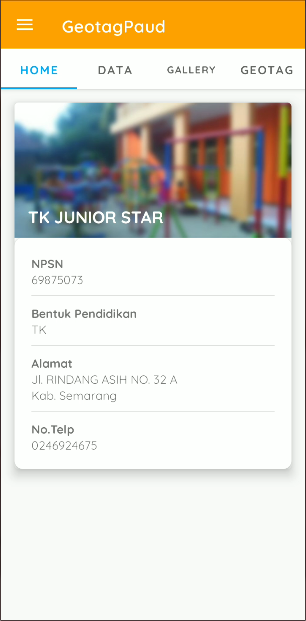 GeotagPaud
HOME DATA GALLERY GEOTAG
TK JUNIOR STAR
NPSN
69875073
Bentuk Pendidikan
TK
Alamat
Jl. RINDANG ASIH NO. 32 A
Kab. Semarang
No.Telp
0246924675